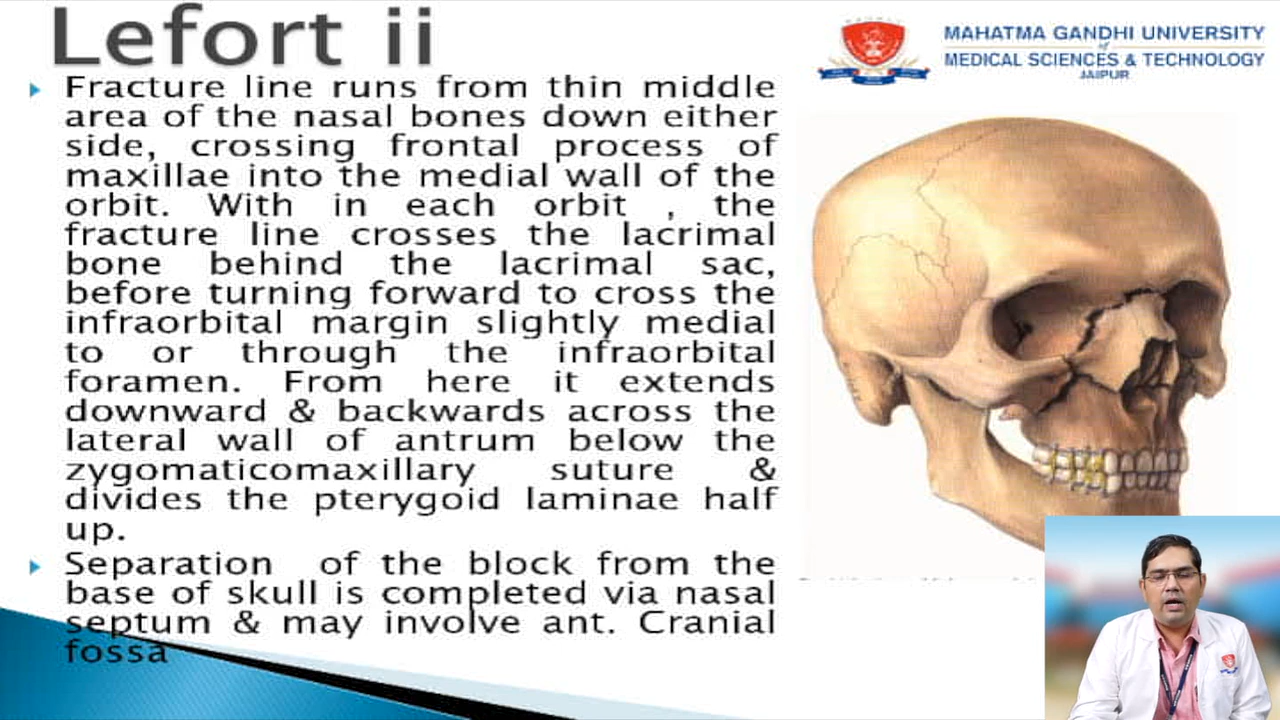 Lefort ii
MAHATMA GANDHI UNIVERSITY
of
MEDICAL SCIENCES & TECHNOLOGY
JAIPUR
Fracture line runs from thin middle
area of the nasal bones down either
side, crossing frontal process of
maxillae into the medial wall of the
orbit. With in each orbit , the
fracture line crosses the lacrimal
bone behind the lacrimal sac,
before turning forward to cross the
infraorbital margin slightly medial
to or through the infraorbital
foramen. From here it extends
downward & backwards across the
lateral wall of antrum below the
zygomaticomaxillary suture &
divides the pterygoid laminae half
up.
Separation of the block from the
base of skull is completed via nasal
septum & may involve ant. Cranial
fossa